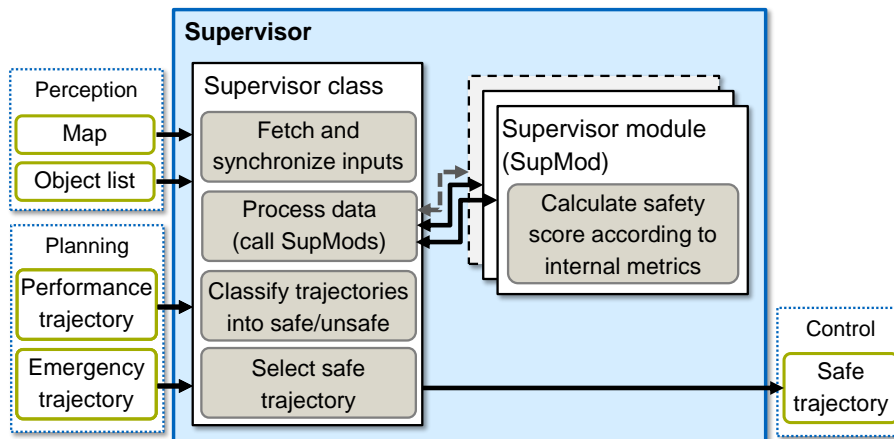 Supervisor
Perception
Map
Object list
Planning
Performance
trajectory
Emergency
trajectory
Supervisor class
Fetch and
synchronize inputs
Process data
(call SupMods)
Classify trajectories
into safe/unsafe
Select safe
trajectory
Supervisor module
(SupMod)
Calculate safety
score according to
internal metrics
Control
Safe
trajectory